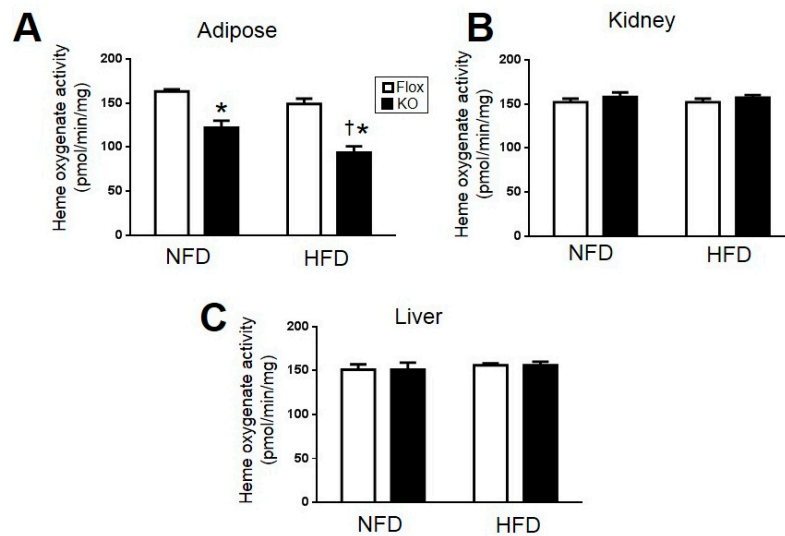 A
Adipose
Heme oxygenate activity
(pmol/min/mg)
200
150
100
50
0
*
†*
Flox
KO
NFD
HFD
B
Kidney
Heme oxygenate activity
(pmol/min/mg)
200
150
100
50
0
NFD
HFD
C
Liver
Heme oxygenate activity
(pmol/min/mg)
200
150
100
50
0
NFD
HFD